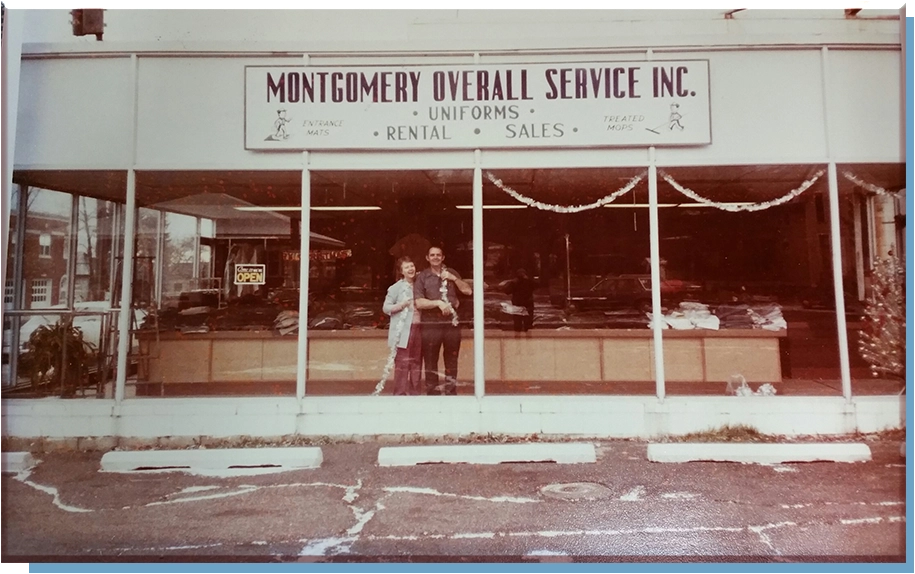 MONTGOMERY OVERALL SERVICE INC.
• UNIFORMS •
ENTRANCE
MATS
• RENTAL • SALES •
TREATED
MOPS
OPEN